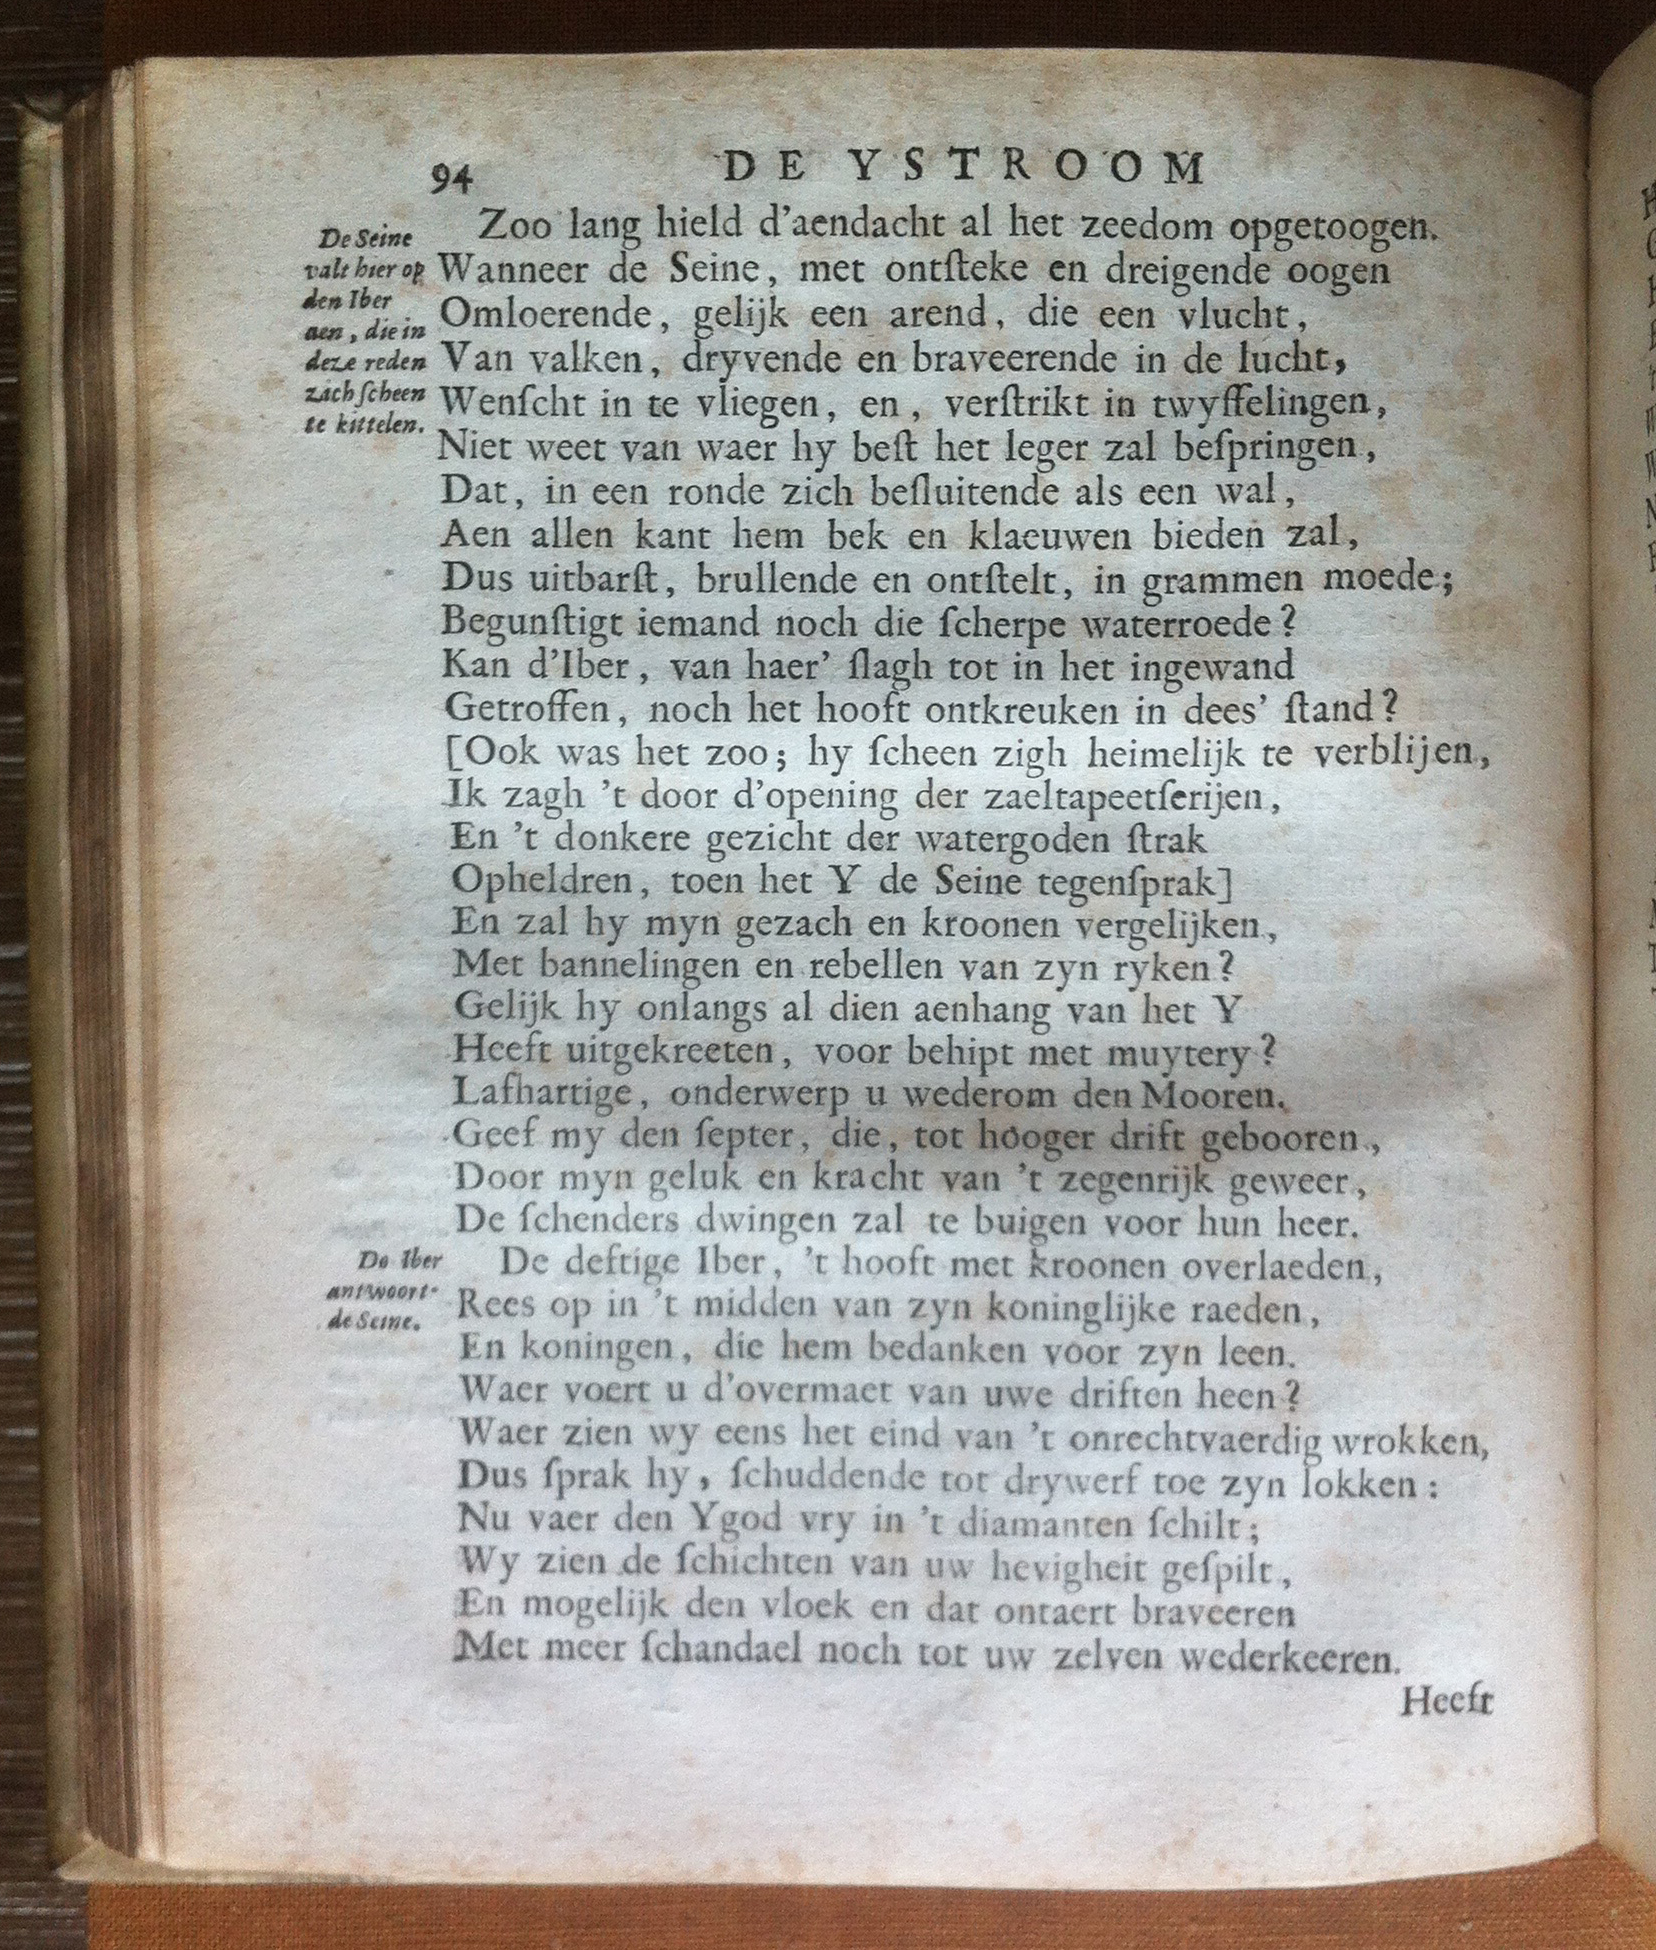 94
DE YSTROOM
De Seine
valt hier op
den Iber
aen, die in
deze reden
zich ſcheen
te kittelen.
Zoo lang hield d'aendacht al het zeedom opgetoogen.
Wanneer de Seine, met ontſteke en dreigende oogen
Omloerende, gelijk een arend, die een vlucht,
Van valken, dryvende en braveerende in de lucht,
Wenſcht in te vliegen, en, verſtrikt in twyffelingen,
Niet weet van waer hy beſt het leger zal beſpringen,
Dat, in een ronde zich beſluitende als een wal,
Aen allen kant hem bek en klaeuwen bieden zal,
Dus uitbarſt, brullende en ontſtelt, in grammen moede;
Begunſtigt iemand noch die ſcherpe waterroede?
Kan d'Iber, van haer' ſlagh tot in het ingewand
Getroffen, noch het hooft ontkreuken in dees' ſtand?
[Ook was het zoo; hy ſcheen zigh heimelijk te verblijen,
Ik zagh 't door d'opening der zaeltapeetſerijen,
En 't donkere gezicht der watergoden ſtrak
Opheldren, toen het Y de Seine tegenſprak]
En zal hy myn gezach en kroonen vergelijken,
Met bannelingen en rebellen van zyn ryken?
Gelijk hy onlangs al dien aenhang van het Y
Heeft uitgekreeten, voor behipt met muytery?
Lafhartige, onderwerp u wederom den Mooren.
Geef my den ſepter, die, tot hooger drift gebooren,
Door myn geluk en kracht van 't zegenrijk geweer,
De ſchenders dwingen zal te buigen voor hun heer.
De Iber
antwoort
de Seine.
De deftige Iber, 't hooft met kroonen overlaeden,
Rees op in 't midden van zyn koninglijke raeden,
En koningen, die hem bedanken voor zyn leen.
Waer voert u d'overmaet van uwe driften heen?
Waer zien wy eens het eind van 't onrechtvaerdig wrokken,
Dus ſprak hy, ſchuddende tot drywerf toe zyn lokken:
Nu vaer den Ygod vry in 't diamanten ſchilt;
Wy zien de ſchichten van uw hevigheit geſpilt,
En mogelijk den vloek en dat ontaert braveeren
Met meer ſchandael noch tot uw zelven wederkeeren.
Heeft